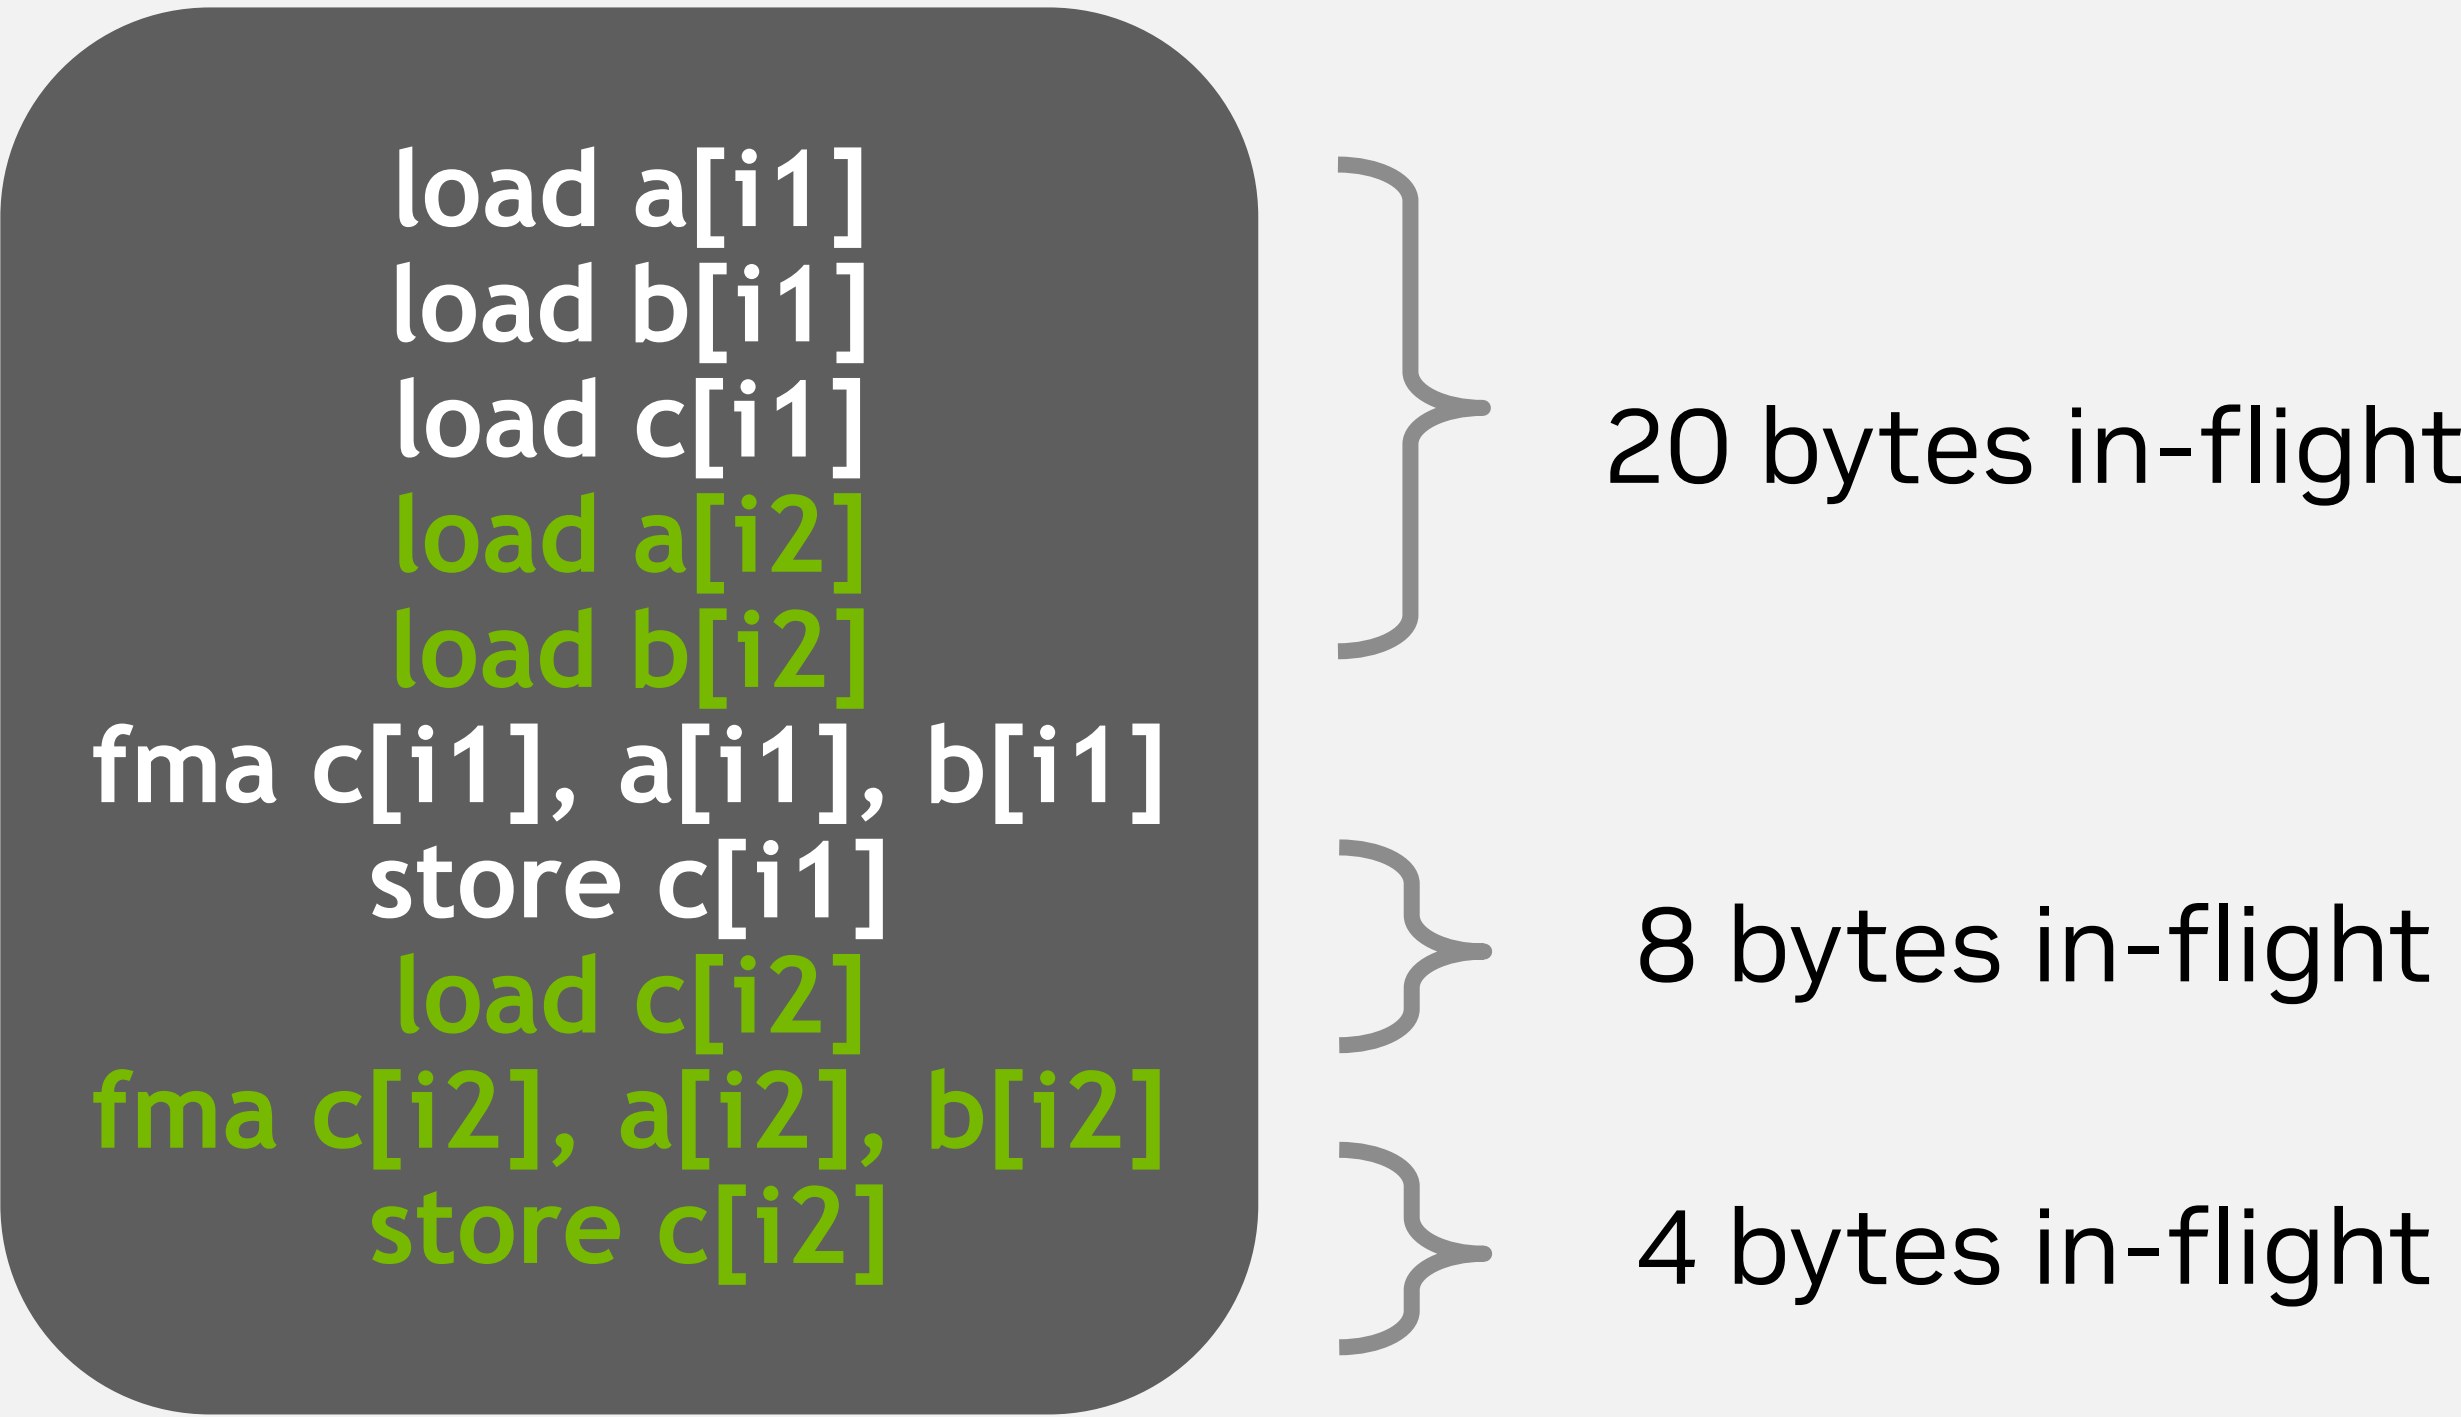 load a[i1]
load b[i1]
load c[i1]
load a[i2]
load b[i2]
fma c[i1], a[i1], b[i1]
store c[i1]
load c[i2]
fma c[i2], a[i2], b[i2]
store c[i2]
20 bytes in-flight
8 bytes in-flight
4 bytes in-flight